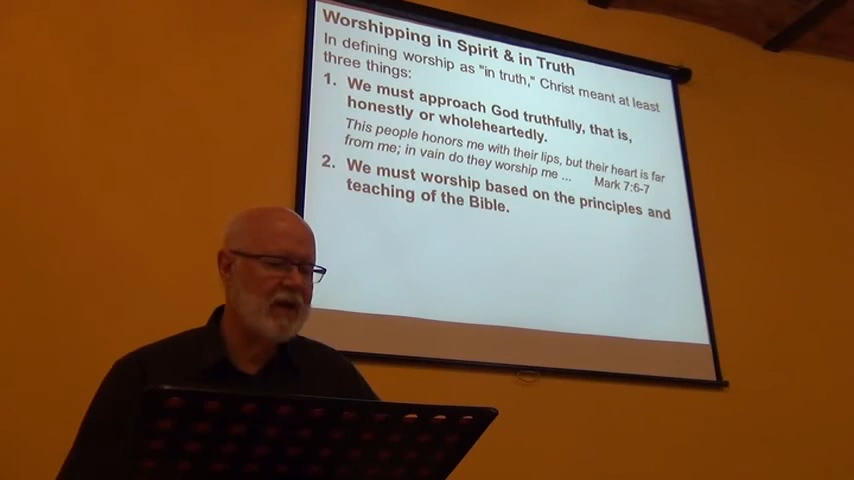 Worshipping in Spirit & in Truth
In defining worship as "in truth," Christ meant at least
three things:
1. We must approach God truthfully, that is,
honestly or wholeheartedly.
This people honors me with their lips, but their heart is far
from me; in vain do they worship me ... Mark 7:6-7
2. We must worship based on the principles and
teaching of the Bible.